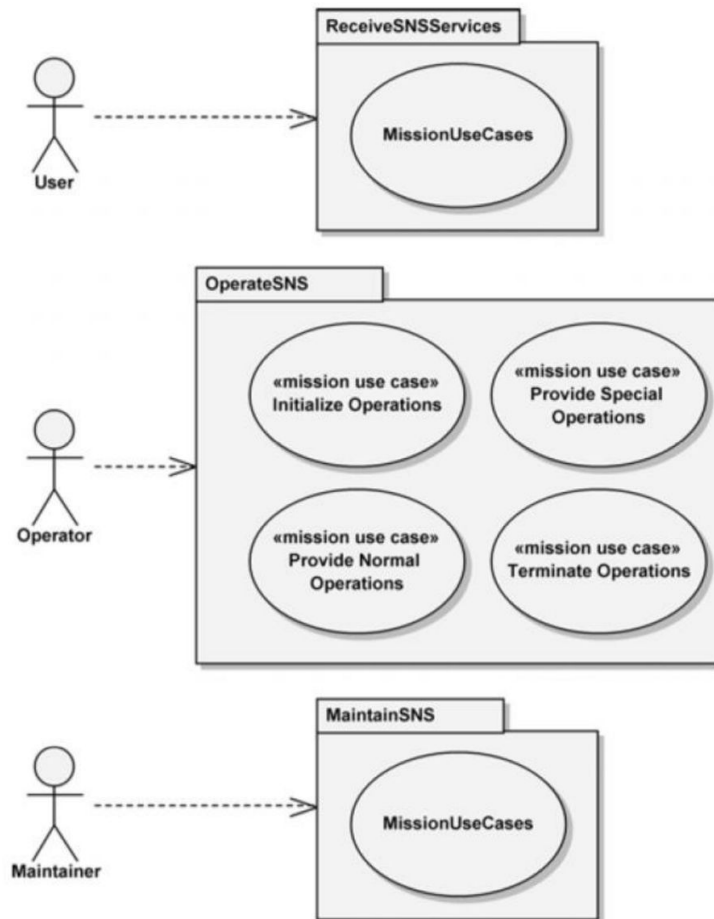 ReceiveSNSServices
MissionUseCases
User
OperateSNS
«mission use case»
Initialize Operations
«mission use case»
Provide Special
Operations
Operator
«mission use case»
Provide Normal
Operations
«mission use case»
Terminate Operations
MaintainSNS
MissionUseCases
Maintainer